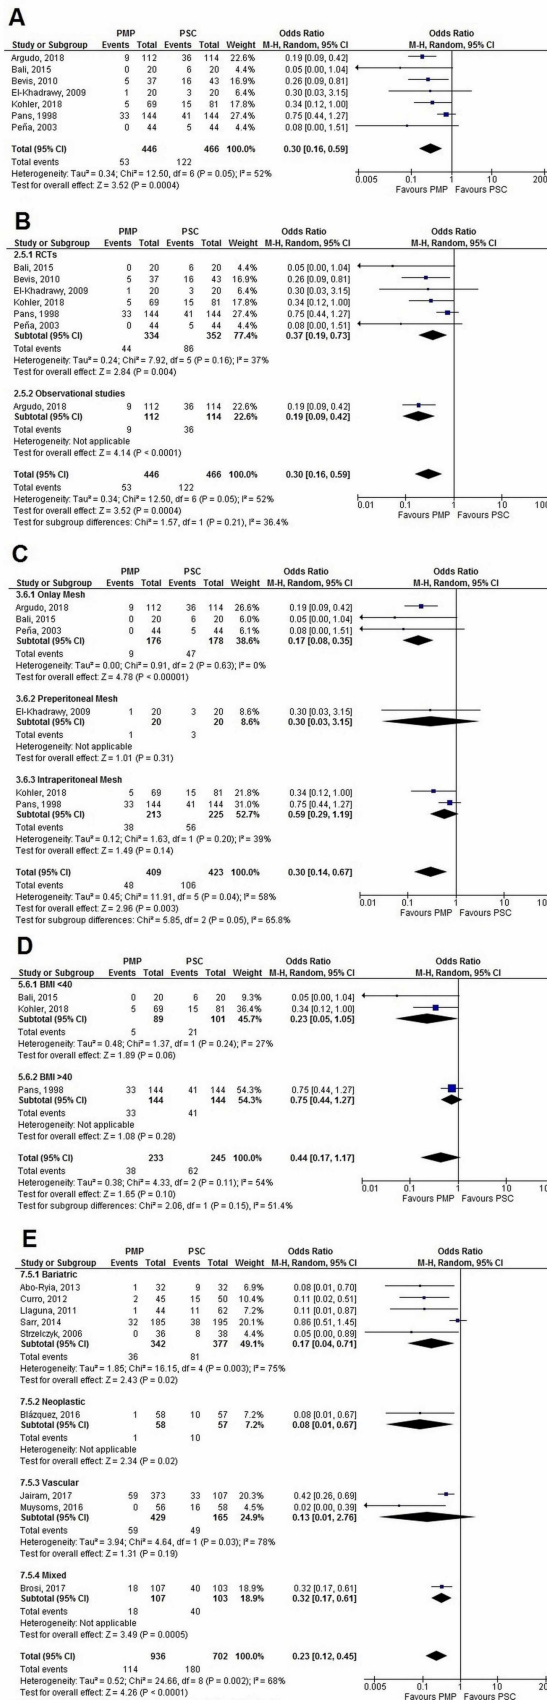 A
PMP PSC Odds Ratio Odds Ratio
Study or Subgroup Events Total Events Total Weight M-H, Random, 95% CI M-H, Random, 95% CI
Argudo, 2018 9 112 36 114 22.6% 0.19 [0.09, 0.42]
Bali, 2015 0 20 6 20 4.4% 0.05 [0.00, 1.04]
Bevis, 2010 5 37 16 43 16.9% 0.26 [0.09, 0.81]
El-Khadrawy, 2009 1 20 3 20 6.4% 0.30 [0.03, 3.15]
Kohler, 2018 5 69 15 81 17.8% 0.34 [0.12, 1.00]
Pans, 1998 33 144 41 144 27.4% 0.75 [0.44, 1.27]
Peña, 2003 0 44 5 44 4.4% 0.08 [0.00, 1.51]
Total (95% CI) 446 466 100.0% 0.30 [0.16, 0.59]
Total events 53 122
Heterogeneity: Tau² = 0.34; Chi² = 12.50, df = 6 (P = 0.05); I² = 52%
Test for overall effect: Z = 3.52 (P = 0.0004)
0.005 0.1 1 10 200
Favours PMP Favours PSC
B
PMP PSC Odds Ratio Odds Ratio
Study or Subgroup Events Total Events Total Weight M-H, Random, 95% CI M-H, Random, 95% CI
2.5.1 RCTs
Bali, 2015 0 20 6 20 4.4% 0.05 [0.00, 1.04]
Bevis, 2010 5 37 16 43 16.9% 0.26 [0.09, 0.81]
El-Khadrawy, 2009 1 20 3 20 6.4% 0.30 [0.03, 3.15]
Kohler, 2018 5 69 15 81 17.8% 0.34 [0.12, 1.00]
Pans, 1998 33 144 41 144 27.4% 0.75 [0.44, 1.27]
Peña, 2003 0 44 5 44 4.4% 0.08 [0.00, 1.51]
Subtotal (95% CI) 334 352 77.4% 0.37 [0.19, 0.73]
Total events 44 86
Heterogeneity: Tau² = 0.24; Chi² = 7.92, df = 5 (P = 0.16); I² = 37%
Test for overall effect: Z = 2.84 (P = 0.004)
2.5.2 Observational studies
Argudo, 2018 9 112 36 114 22.6% 0.19 [0.09, 0.42]
Subtotal (95% CI) 112 114 22.6% 0.19 [0.09, 0.42]
Total events 9 36
Heterogeneity: Not applicable
Test for overall effect: Z = 4.14 (P < 0.0001)
Total (95% CI) 446 466 100.0% 0.30 [0.16, 0.59]
Total events 53 122
Heterogeneity: Tau² = 0.34; Chi² = 12.50, df = 6 (P = 0.05); I² = 52%
Test for overall effect: Z = 3.52 (P = 0.0004)
Test for subgroup differences: Chi² = 1.57, df = 1 (P = 0.21), I² = 36.4%
0.01 0.1 1 10
Favours PMP Favours PSC
C
PMP PSC Odds Ratio Odds Ratio
Study or Subgroup Events Total Events Total Weight M-H, Random, 95% CI M-H, Random, 95% CI
3.6.1 Onlay Mesh
Argudo, 2018 9 112 36 114 26.6% 0.19 [0.09, 0.42]
Bali, 2015 0 20 6 20 6.0% 0.05 [0.00, 1.04]
Peña, 2003 0 44 5 44 6.1% 0.08 [0.00, 1.51]
Subtotal (95% CI) 176 178 38.6% 0.17 [0.08, 0.35]
Total events 9 47
Heterogeneity: Tau² = 0.00; Chi² = 0.91, df = 2 (P = 0.63); I² = 0%
Test for overall effect: Z = 4.78 (P < 0.00001)
3.6.2 Preperitoneal Mesh
El-Khadrawy, 2009 1 20 3 20 8.6% 0.30 [0.03, 3.15]
Subtotal (95% CI) 20 20 8.6% 0.30 [0.03, 3.15]
Total events 1 3
Heterogeneity: Not applicable
Test for overall effect: Z = 1.01 (P = 0.31)
3.6.3 Intraperitoneal Mesh
Kohler, 2018 5 69 15 81 21.8% 0.34 [0.12, 1.00]
Pans, 1998 33 144 41 144 31.0% 0.75 [0.44, 1.27]
Subtotal (95% CI) 213 225 52.7% 0.59 [0.29, 1.19]
Total events 38 56
Heterogeneity: Tau² = 0.12; Chi² = 1.63, df = 1 (P = 0.20); I² = 39%
Test for overall effect: Z = 1.49 (P = 0.14)
Total (95% CI) 409 423 100.0% 0.30 [0.14, 0.67]
Total events 48 106
Heterogeneity: Tau² = 0.45; Chi² = 11.91, df = 5 (P = 0.04); I² = 58%
Test for overall effect: Z = 2.96 (P = 0.003)
Test for subgroup differences: Chi² = 5.85, df = 2 (P = 0.05), I² = 65.8%
0.01 0.1 1 10
Favours PMP Favours PSC
D
PMP PSC Odds Ratio Odds Ratio
Study or Subgroup Events Total Events Total Weight M-H, Random, 95% CI M-H, Random, 95% CI
5.6.1 BMI <40
Bali, 2015 0 20 6 20 9.3% 0.05 [0.00, 1.04]
Kohler, 2018 5 69 15 81 36.4% 0.34 [0.12, 1.00]
Subtotal (95% CI) 89 101 45.7% 0.23 [0.05, 1.05]
Total events 5 21
Heterogeneity: Tau² = 0.48; Chi² = 1.37, df = 1 (P = 0.24); I² = 27%
Test for overall effect: Z = 1.89 (P = 0.06)
5.6.2 BMI >40
Pans, 1998 33 144 41 144 54.3% 0.75 [0.44, 1.27]
Subtotal (95% CI) 144 144 54.3% 0.75 [0.44, 1.27]
Total events 33 41
Heterogeneity: Not applicable
Test for overall effect: Z = 1.08 (P = 0.28)
Total (95% CI) 233 245 100.0% 0.44 [0.17, 1.17]
Total events 38 62
Heterogeneity: Tau² = 0.38; Chi² = 4.33, df = 2 (P = 0.11); I² = 54%
Test for overall effect: Z = 1.65 (P = 0.10)
Test for subgroup differences: Chi² = 2.06, df = 1 (P = 0.15), I² = 51.4%
0.01 0.1 1 10
Favours PMP Favours PSC
E
PMP PSC Odds Ratio Odds Ratio
Study or Subgroup Events Total Events Total Weight M-H, Random, 95% CI M-H, Random, 95% CI
7.5.1 Bariatric
Abo-Ryia, 2013 1 32 9 32 6.9% 0.08 [0.01, 0.70]
Curro, 2012 2 45 15 50 10.4% 0.11 [0.02, 0.51]
Llaguna, 2011 1 44 11 62 7.3% 0.11 [0.01, 0.87]
Sarr, 2014 32 185 38 195 20.1% 0.86 [0.51, 1.45]
Strzelczyk, 2006 0 36 8 38 4.4% 0.05 [0.00, 0.89]
Subtotal (95% CI) 342 377 49.1% 0.17 [0.04, 0.71]
Total events 36 81
Heterogeneity: Tau² = 1.85; Chi² = 16.15, df = 4 (P = 0.003); I² = 75%
Test for overall effect: Z = 2.43 (P = 0.02)
7.5.2 Neoplastic
Blázquez, 2016 1 58 10 57 7.2% 0.08 [0.01, 0.67]
Subtotal (95% CI) 58 57 7.2% 0.08 [0.01, 0.67]
Total events 1 10
Heterogeneity: Not applicable
Test for overall effect: Z = 2.34 (P = 0.02)
7.5.3 Vascular
Jairam, 2017 59 373 33 107 20.3% 0.42 [0.26, 0.69]
Muysoms, 2016 0 56 16 58 4.5% 0.02 [0.00, 0.39]
Subtotal (95% CI) 429 165 24.9% 0.13 [0.01, 2.76]
Total events 59 49
Heterogeneity: Tau² = 3.94; Chi² = 4.64, df = 1 (P = 0.03); I² = 78%
Test for overall effect: Z = 1.31 (P = 0.19)
7.5.4 Mixed
Brosi, 2017 18 107 40 103 18.9% 0.32 [0.17, 0.61]
Subtotal (95% CI) 107 103 18.9% 0.32 [0.17, 0.61]
Total events 18 40
Heterogeneity: Not applicable
Test for overall effect: Z = 3.49 (P = 0.0005)
Total (95% CI) 936 702 100.0% 0.23 [0.12, 0.45]
Total events 114 180
Heterogeneity: Tau² = 0.52; Chi² = 24.66, df = 8 (P = 0.002); I² = 68%
Test for overall effect: Z = 4.26 (P < 0.0001)
0.005 0.1 1 10
Favours PMP Favours PSC